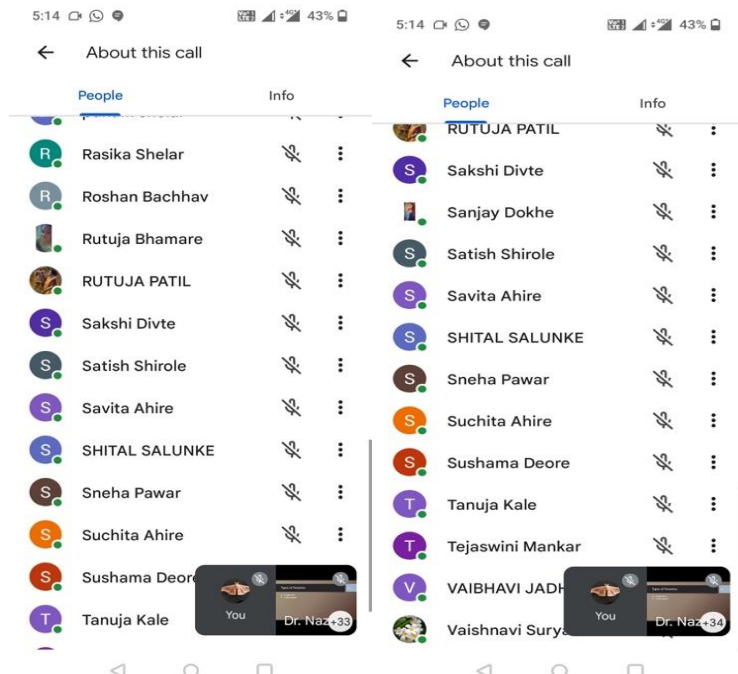 5:14 43%
About this call
People Info
R Rasika Shelar
R Roshan Bachhav
Rutuja Bhamare
RUTUJA PATIL
S Sakshi Divte
S Satish Shirole
S Savita Ahire
S SHITAL SALUNKE
S Sneha Pawar
S Suchita Ahire
S Sushama Deore
T Tanuja Kale
You Dr. Naz +33
5:14 43%
About this call
People Info
RUTUJA PATIL
S Sakshi Divte
Sanjay Dokhe
S Satish Shirole
S Savita Ahire
S SHITAL SALUNKE
S Sneha Pawar
S Suchita Ahire
S Sushama Deore
T Tanuja Kale
T Tejaswini Mankar
V VAIBHAVI JADH
Vaishnavi Surya
You Dr. Naz +34